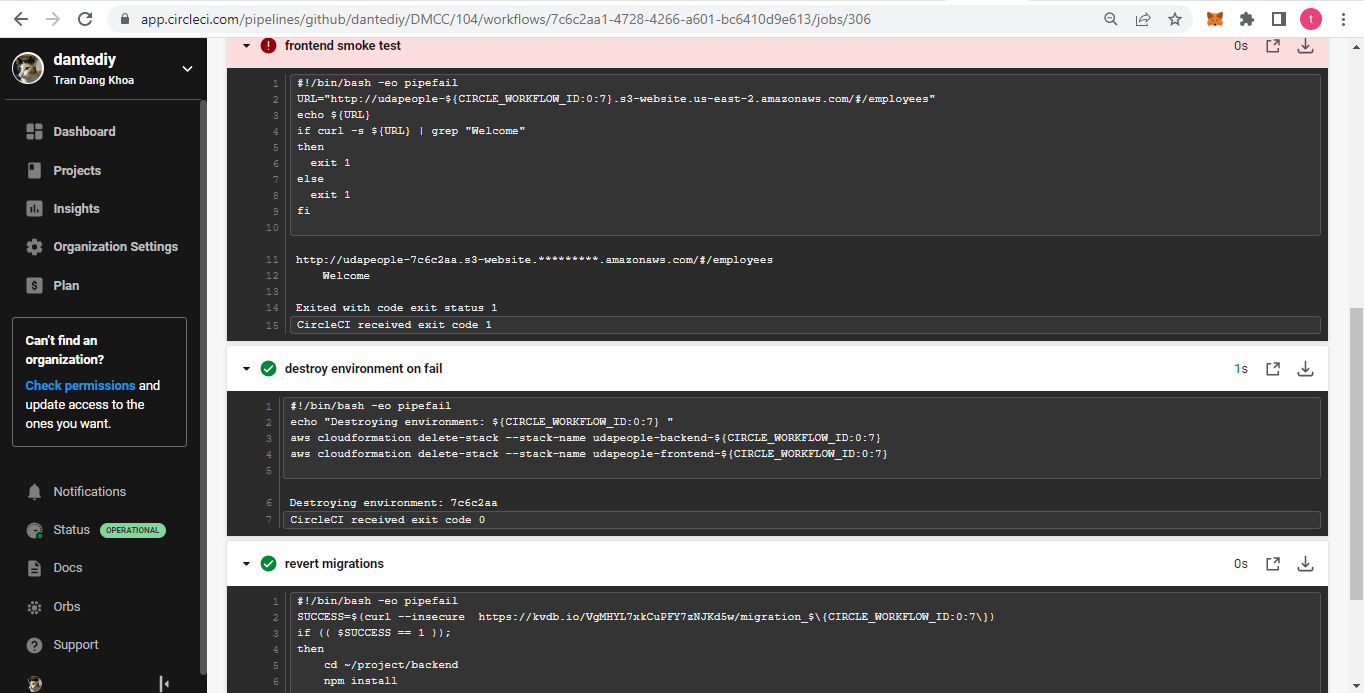 app.circleci.com/pipelines/github/dantediy/DMCC/104/workflows/7c6c2aa1-4728-4266-a601-bc6410d9e613/jobs/306
t
dantediy
Tran Dang Khoa
Dashboard
Projects
Insights
Organization Settings
Plan
Can't find an
organization?
Check permissions and
update access to the
ones you want.
Notifications
Status OPERATIONAL
Docs
Orbs
Support
frontend smoke test 0s
1 #!/bin/bash -eo pipefail
2 URL="http://udapeople-${CIRCLE_WORKFLOW_ID:0:7}.s3-website.us-east-2.amazonaws.com/#/employees"
3 echo ${URL}
4 if curl -s ${URL} | grep "Welcome"
5 then
6 exit 1
7 else
8 exit 1
9 fi
10
11 http://udapeople-7c6c2aa.s3-website.*********.amazonaws.com/#/employees
12 Welcome
13
14 Exited with code exit status 1
15 CircleCI received exit code 1
destroy environment on fail 1s
1 #!/bin/bash -eo pipefail
2 echo "Destroying environment: ${CIRCLE_WORKFLOW_ID:0:7} "
3 aws cloudformation delete-stack --stack-name udapeople-backend-${CIRCLE_WORKFLOW_ID:0:7}
4 aws cloudformation delete-stack --stack-name udapeople-frontend-${CIRCLE_WORKFLOW_ID:0:7}
5
6 Destroying environment: 7c6c2aa
7 CircleCI received exit code 0
revert migrations 0s
1 #!/bin/bash -eo pipefail
2 SUCCESS=$(curl --insecure  https://kvdb.io/VgMHYL7xkCuPFY7zNJKd5w/migration_$\{CIRCLE_WORKFLOW_ID:0:7\})
3 if (( $SUCCESS == 1 ));
4 then
5 cd ~/project/backend
6 npm install